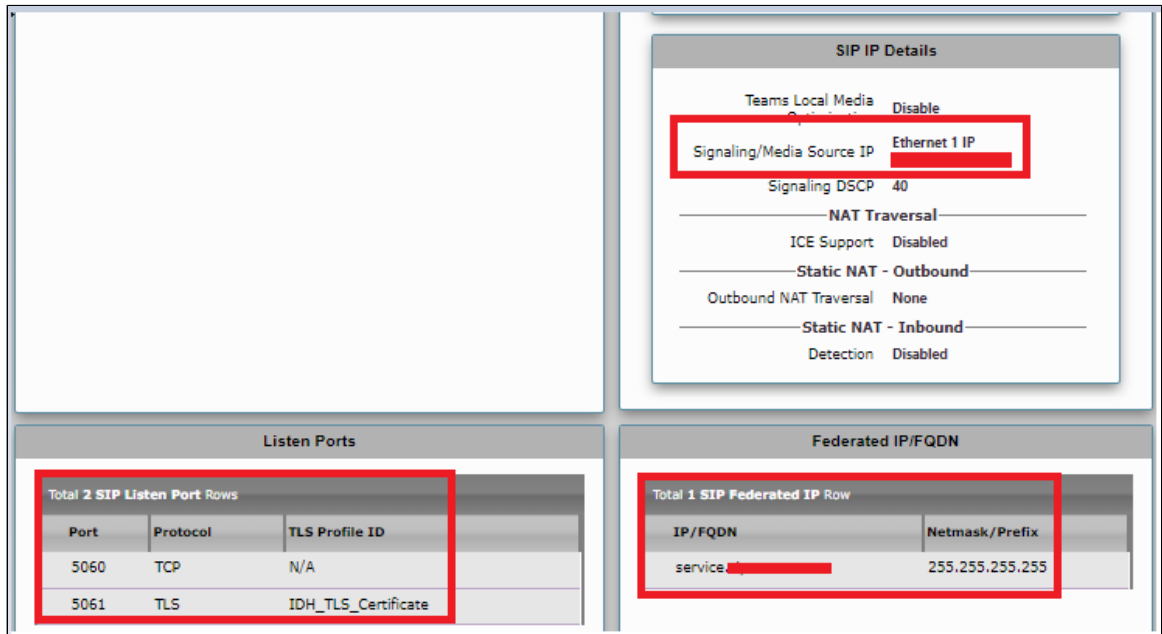 SIP IP Details
Teams Local Media
Disable
Signaling/Media Source IP
Ethernet 1 IP
Signaling DSCP 40
NAT Traversal
ICE Support Disabled
Static NAT - Outbound
Outbound NAT Traversal None
Static NAT - Inbound
Detection Disabled
Listen Ports
Total 2 SIP Listen Port Rows
Port Protocol TLS Profile ID
5060 TCP N/A
5061 TLS IDH_TLS_Certificate
Federated IP/FQDN
Total 1 SIP Federated IP Row
IP/FQDN Netmask/Prefix
service. 255.255.255.255